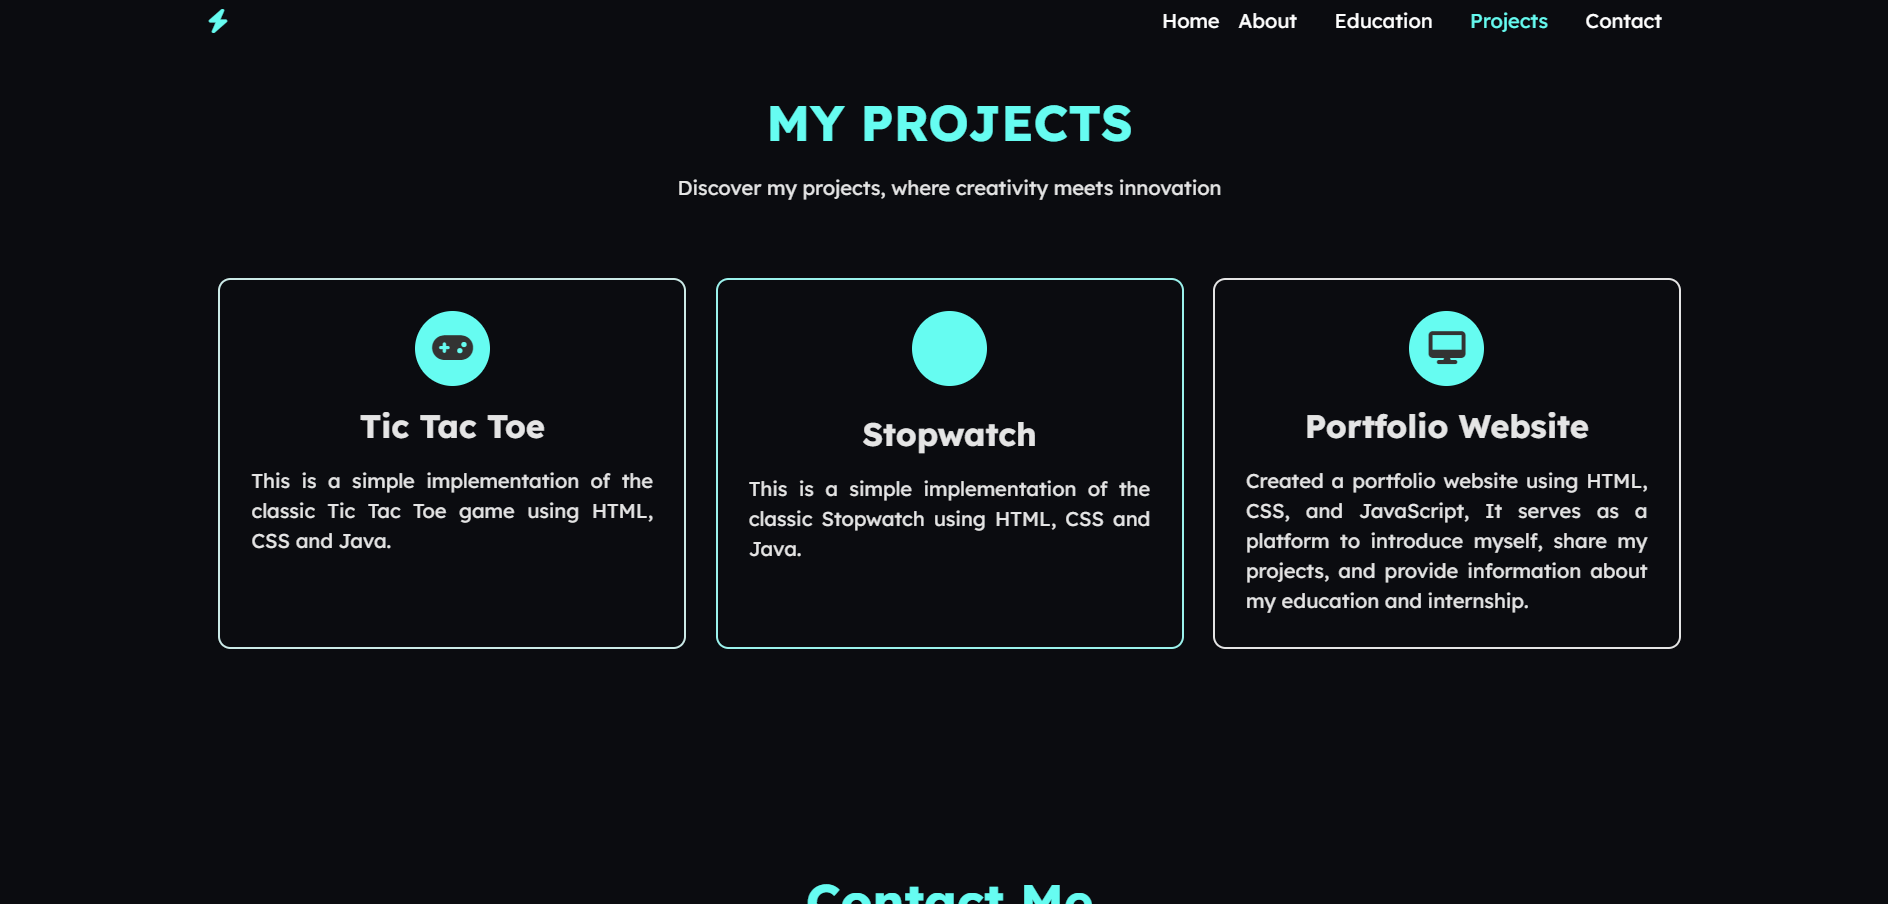 Home About Education Projects Contact
MY PROJECTS
Discover my projects, where creativity meets innovation
Tic Tac Toe
This is a simple implementation of the
classic Tic Tac Toe game using HTML,
CSS and Java.
Stopwatch
This is a simple implementation of the
classic Stopwatch using HTML, CSS and
Java.
Portfolio Website
Created a portfolio website using HTML,
CSS, and JavaScript, It serves as a
platform to introduce myself, share my
projects, and provide information about
my education and internship.
Contact Me